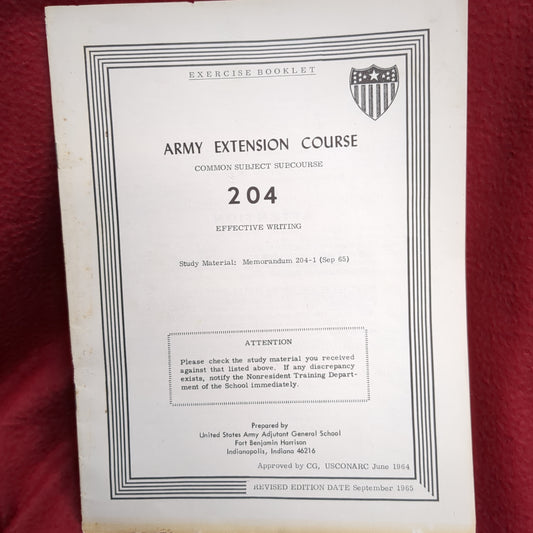 EXERCISE BOOKLET
ARMY EXTENSION COURSE
COMMON SUBJECT SUBCOURSE
204
EFFECTIVE WRITING
Study Material: Memorandum 204-1 (Sep 65)
ATTENTION
Please check the study material you received
against that listed above. If any discrepancy
exists, notify the Nonresident Training Depart-
ment of the School immediately.
Prepared by
United States Army Adjutant General School
Fort Benjamin Harrison
Indianapolis, Indiana 46216
Approved by CG, USCONARC June 1964
REVISED EDITION DATE September 1965